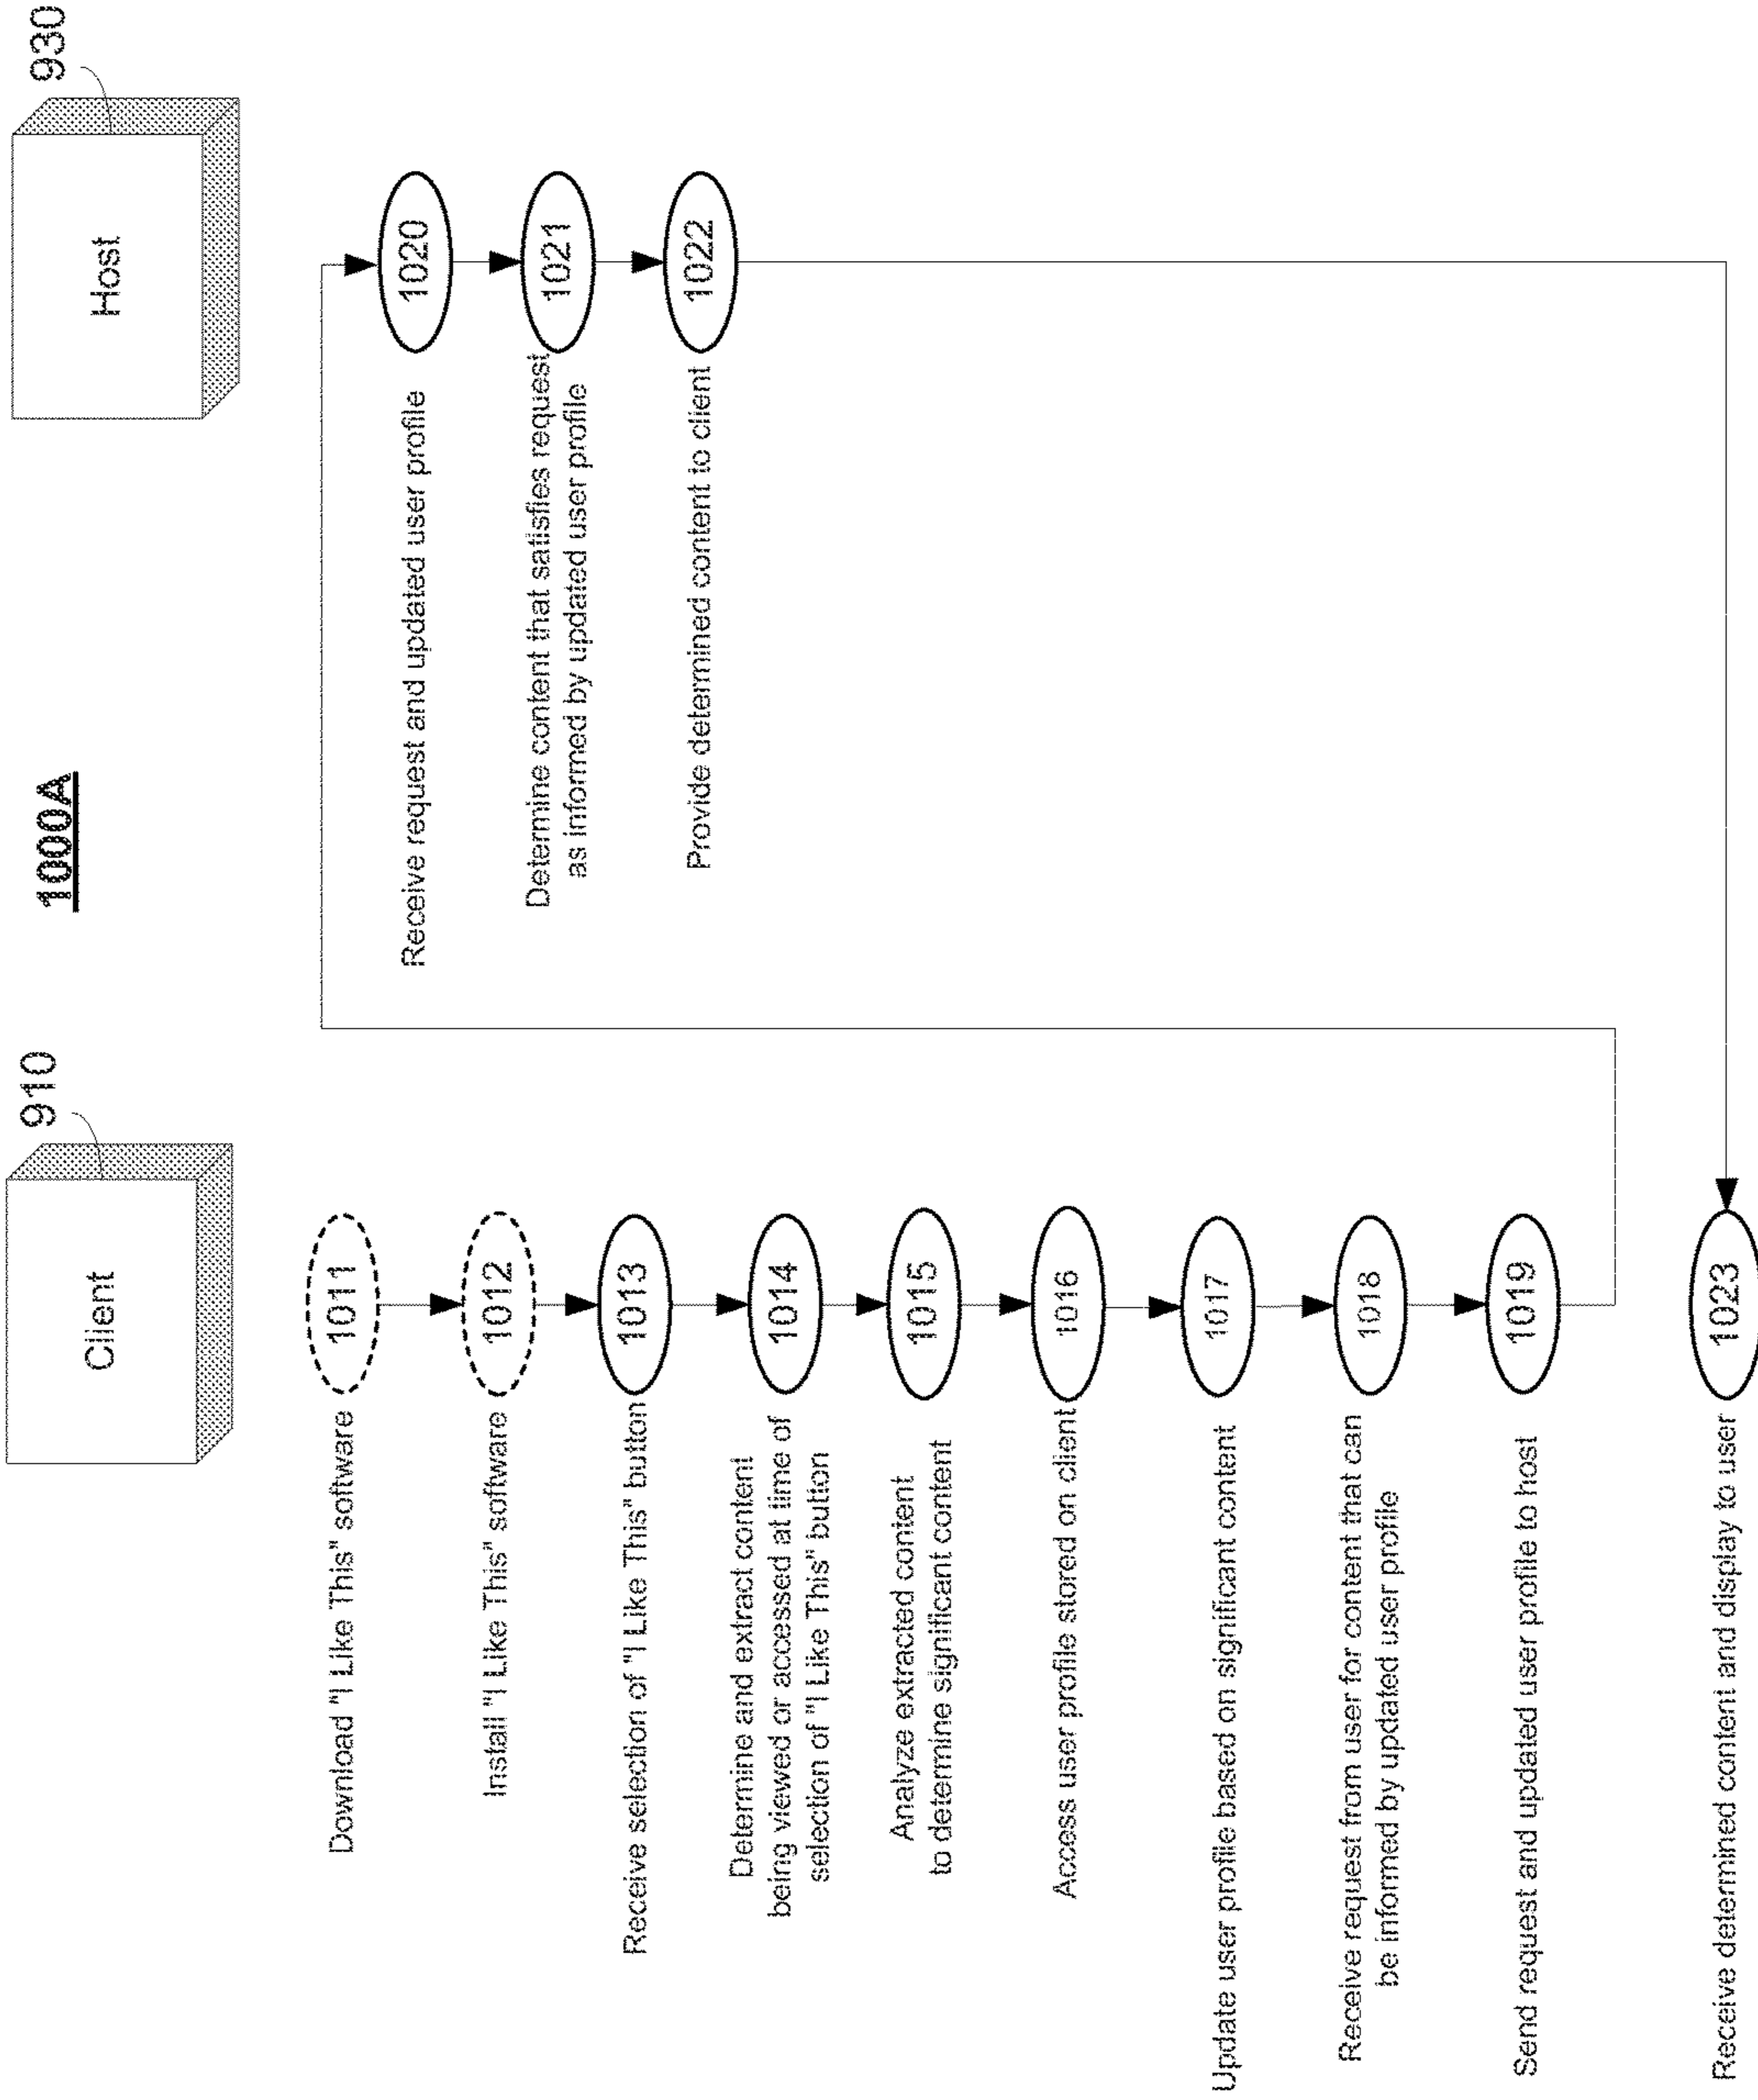 1000A
910
Client
930
Host
Download "I Like This" software
1011
Install "I Like This" software
1012
Receive selection of "I Like This" button
1013
Determine and extract content
being viewed or accessed at time of
selection of "I Like This" button
1014
Analyze extracted content
to determine significant content
1015
Access user profile stored on client
1016
Update user profile based on significant content
1017
Receive request from user for content that can
be informed by updated user profile
1018
Send request and updated user profile to host
1019
Receive request and updated user profile
1020
Determine content that satisfies request
as informed by updated user profile
1021
Provide determined content to client
1022
Receive determined content and display to user
1023